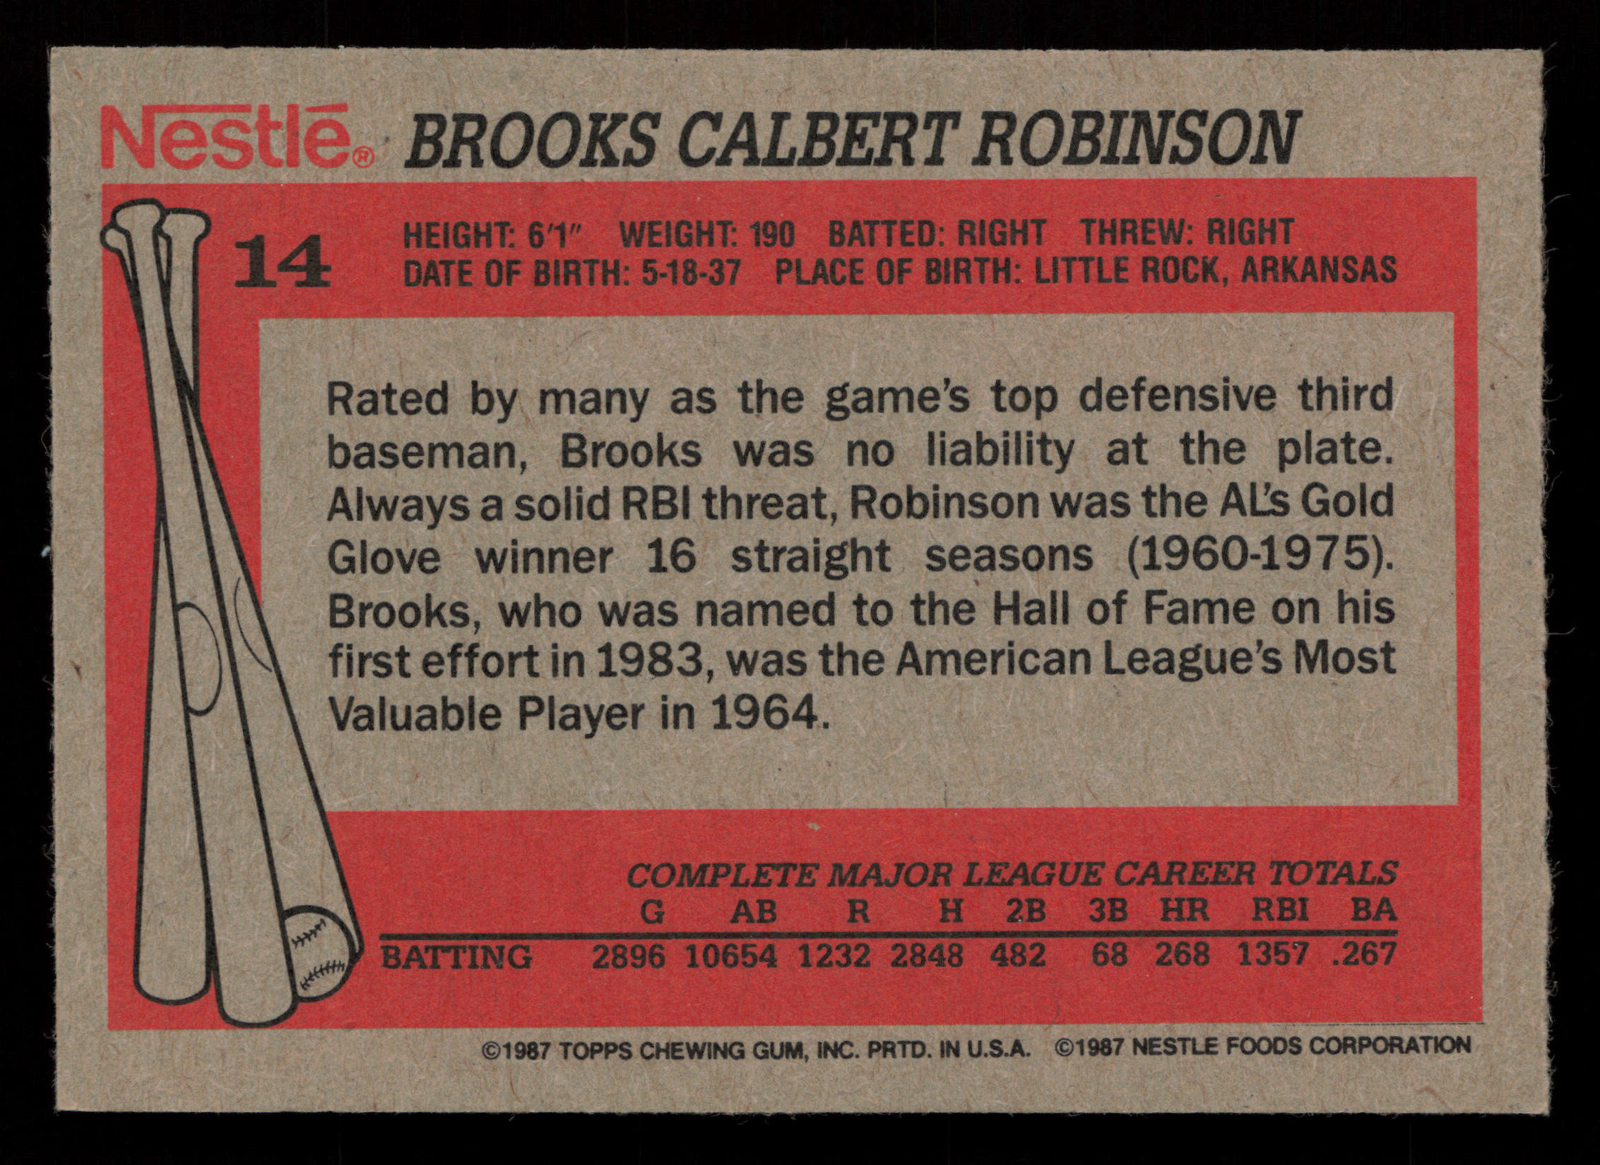 Nestlé® BROOKS CALBERT ROBINSON
14
HEIGHT: 6'1" WEIGHT: 190 BATTED: RIGHT THREW: RIGHT
DATE OF BIRTH: 5-18-37 PLACE OF BIRTH: LITTLE ROCK, ARKANSAS
Rated by many as the game's top defensive third
baseman, Brooks was no liability at the plate.
Always a solid RBI threat, Robinson was the AL's Gold
Glove winner 16 straight seasons (1960-1975).
Brooks, who was named to the Hall of Fame on his
first effort in 1983, was the American League's Most
Valuable Player in 1964.
COMPLETE MAJOR LEAGUE CAREER TOTALS
G AB R H 2B 3B HR RBI BA
BATTING 2896 10654 1232 2848 482 68 268 1357 .267
©1987 TOPPS CHEWING GUM, INC. PRTD. IN U.S.A. ©1987 NESTLE FOODS CORPORATION